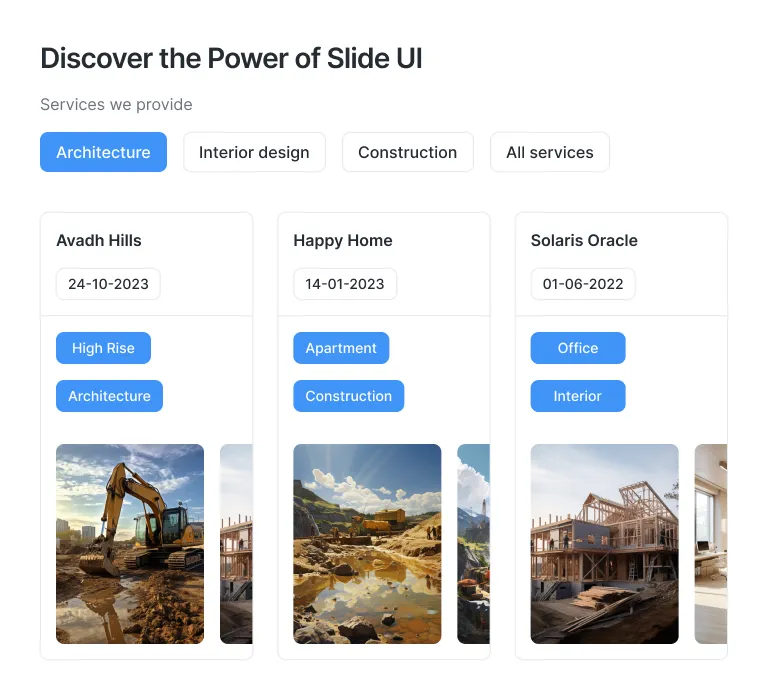 Discover the Power of Slide UI
Services we provide
Architecture
Interior design
Construction
All services
Avadh Hills
24-10-2023
High Rise
Architecture
Happy Home
14-01-2023
Apartment
Construction
Solaris Oracle
01-06-2022
Office
Interior